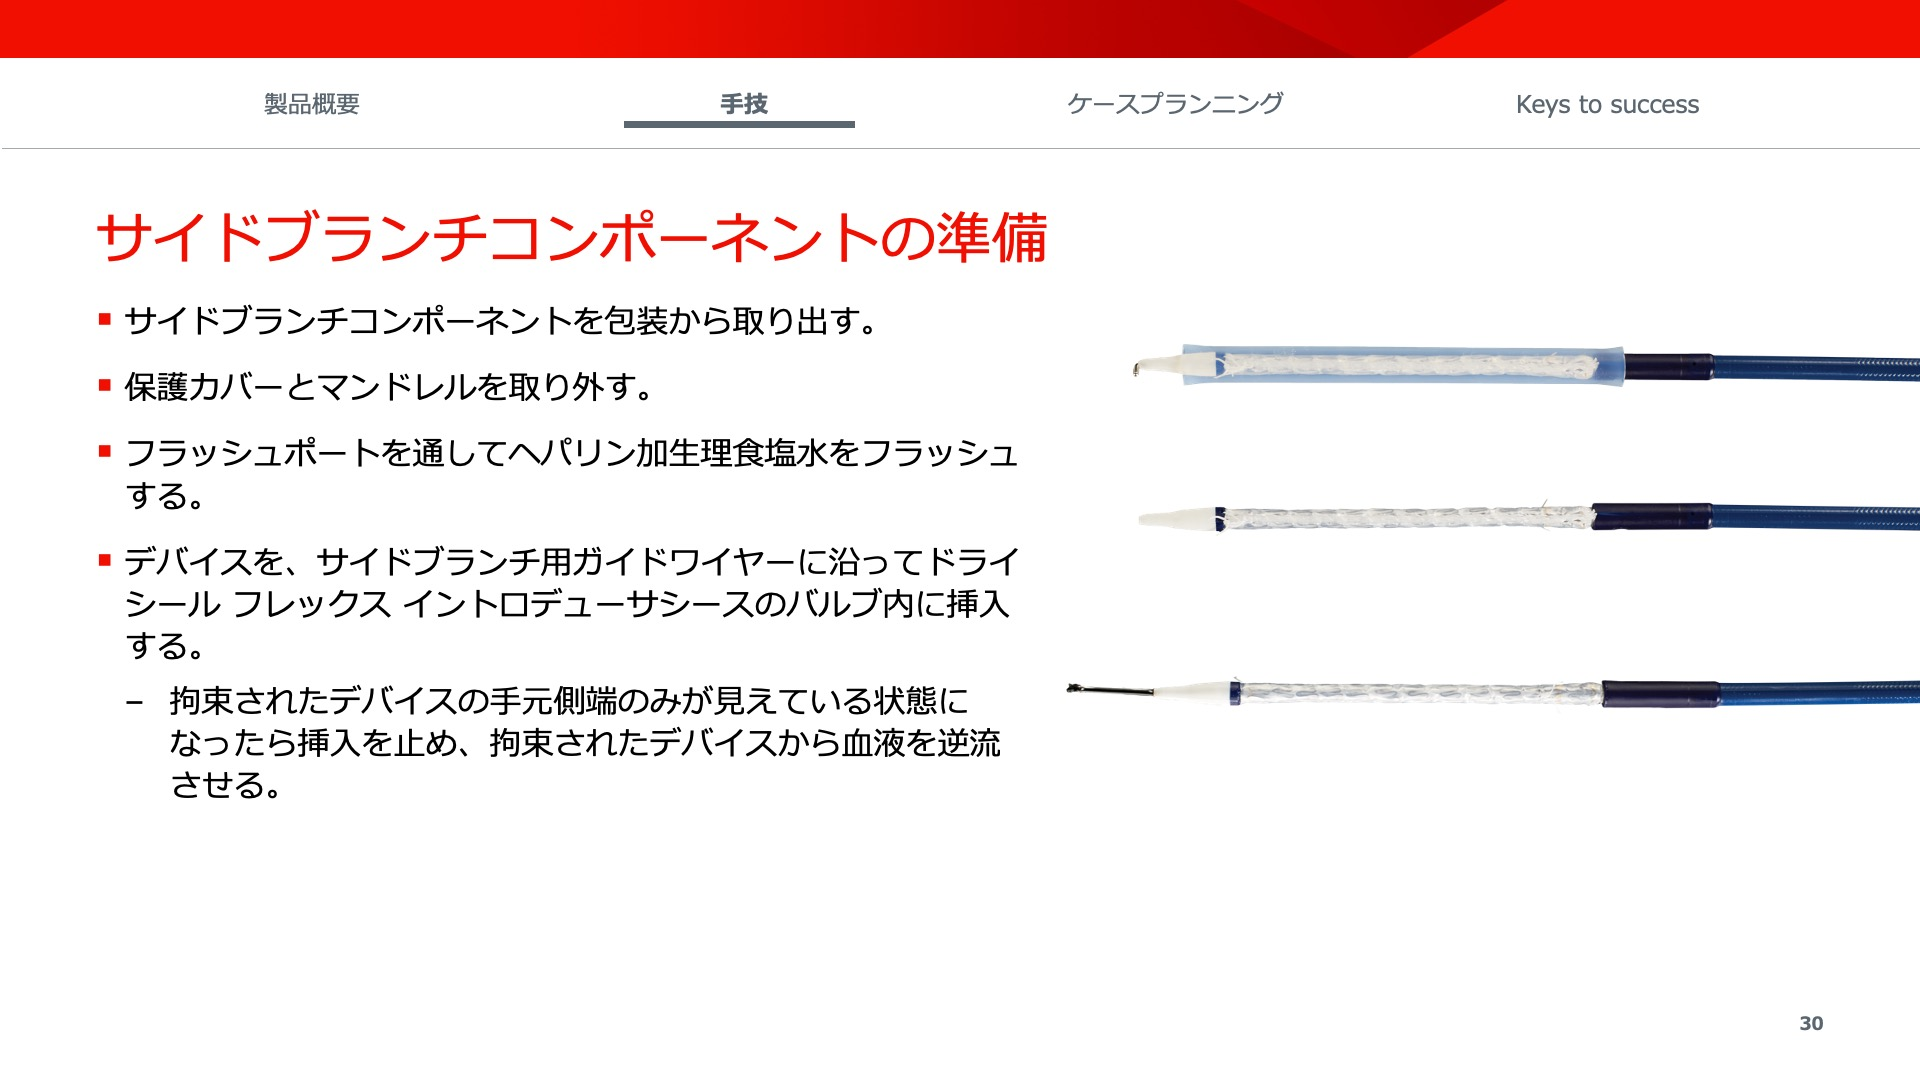 製品概要
手技
ケースプランニング
Keys to success
サイドブランチコンポーネントの準備
▪ サイドブランチコンポーネントを包装から取り出す。
▪ 保護カバーとマンドレルを取り外す。
▪ フラッシュポートを通してヘパリン加生理食塩水をフラッシュ
する。
▪ デバイスを、サイドブランチ用ガイドワイヤーに沿ってドライ
シール フレックス イントロデューサシースのバルブ内に挿入
する。
– 拘束されたデバイスの手元側端のみが見えている状態に
なったら挿入を止め、拘束されたデバイスから血液を逆流
させる。
30